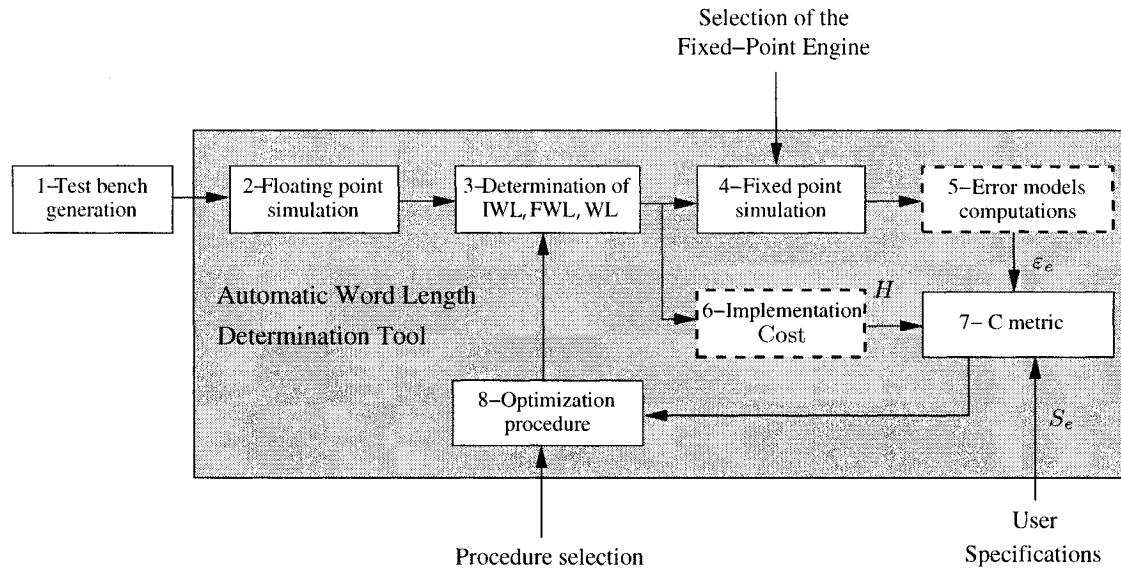 Selection of the
Fixed–Point Engine
1–Test bench
generation
2–Floating point
simulation
3–Determination of
IWL, FWL, WL
4–Fixed point
simulation
5–Error models
computations
ε_e
Automatic Word Length
Determination Tool
6–Implementation
Cost
H
7– C metric
8–Optimization
procedure
S_e
Procedure selection
User
Specifications